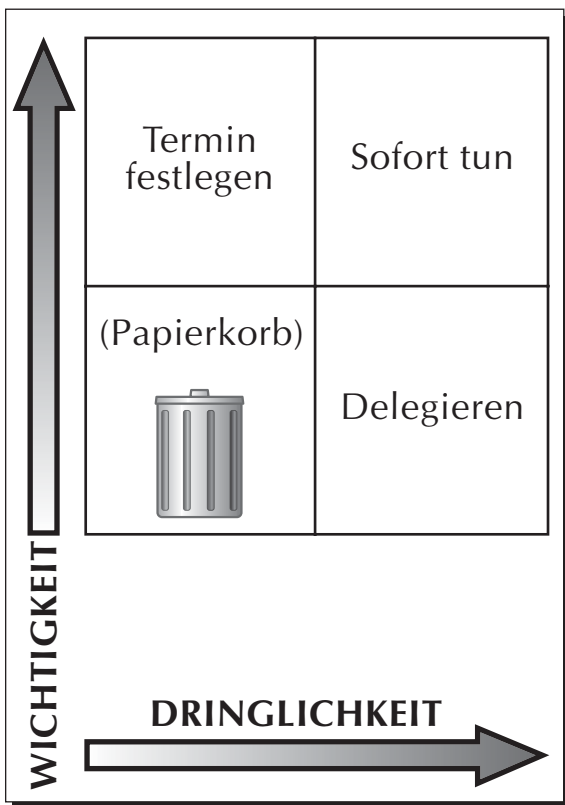 Termin
festlegen
Sofort tun
(Papierkorb)
Delegieren
WICHTIGKEIT
DRINGLICHKEIT